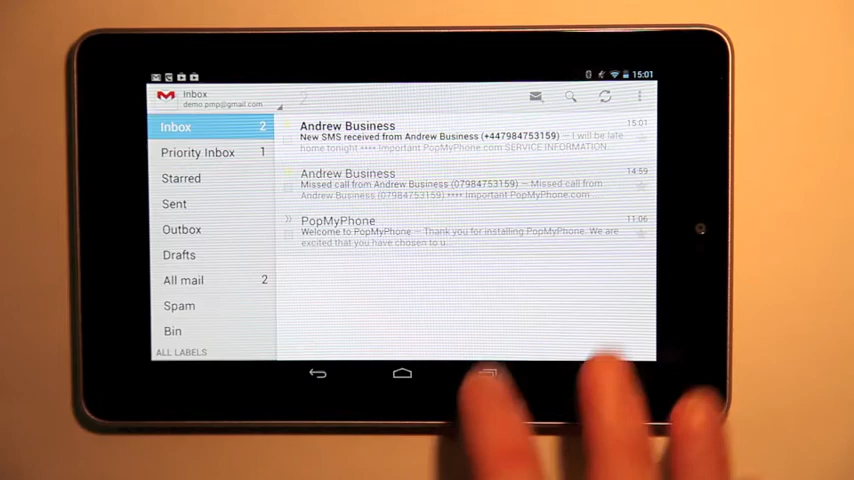 15:01
Inbox
demo.pmp@gmail.com
2
Inbox 2
Priority Inbox 1
Starred
Sent
Outbox
Drafts
All mail 2
Spam
Bin
ALL LABELS
Andrew Business 15:01
New SMS received from Andrew Business (+447984753159) — I will be late
home tonight •••• Important PopMyPhone.com SERVICE INFORMATION...
Andrew Business 14:59
Missed call from Andrew Business (07984753159) — Missed call from
Andrew Business (07984753159) •••• Important PopMyPhone.com
PopMyPhone 11:06
Welcome to PopMyPhone — Thank you for installing PopMyPhone. We are
excited that you have chosen to u...